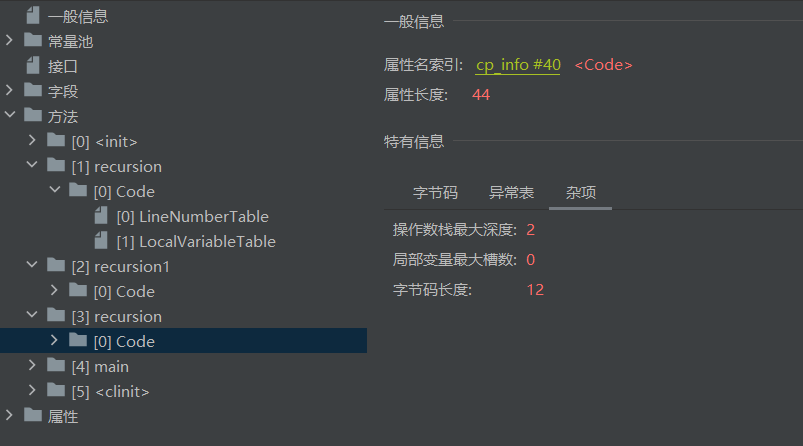 一般信息
常量池
接口
字段
方法
[0] <init>
[1] recursion
[0] Code
[0] LineNumberTable
[1] LocalVariableTable
[2] recursion1
[0] Code
[3] recursion
[0] Code
[4] main
[5] <clinit>
属性
一般信息
属性名索引: cp_info #40 <Code>
属性长度: 44
特有信息
字节码 异常表 杂项
操作数栈最大深度: 2
局部变量最大槽数: 0
字节码长度: 12